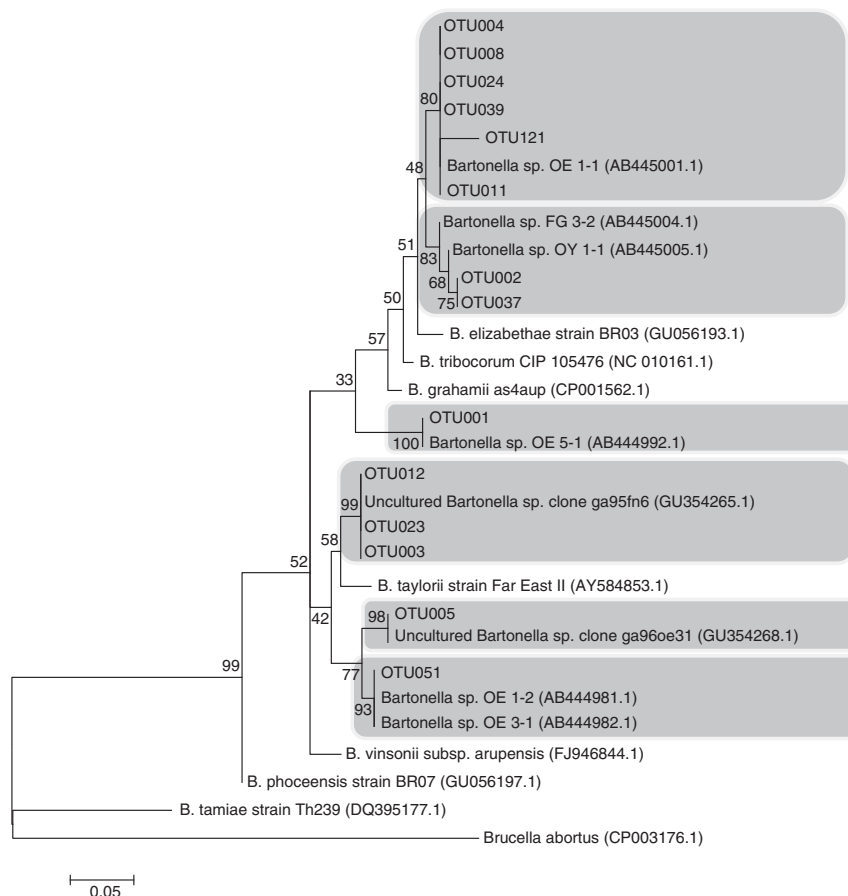 OTU004
OTU008
OTU024
80
OTU039
OTU121
48
Bartonella sp. OE 1-1 (AB445001.1)
OTU011
Bartonella sp. FG 3-2 (AB445004.1)
51
Bartonella sp. OY 1-1 (AB445005.1)
83
OTU002
68
50
75
OTU037
B. elizabethae strain BR03 (GU056193.1)
57
B. tribocorum CIP 105476 (NC 010161.1)
33
B. grahamii as4aup (CP001562.1)
OTU001
100
Bartonella sp. OE 5-1 (AB444992.1)
OTU012
99
Uncultured Bartonella sp. clone ga95fn6 (GU354265.1)
OTU023
58
OTU003
52
B. taylorii strain Far East II (AY584853.1)
42
98
OTU005
Uncultured Bartonella sp. clone ga96oe31 (GU354268.1)
99
77
OTU051
Bartonella sp. OE 1-2 (AB444981.1)
93
Bartonella sp. OE 3-1 (AB444982.1)
B. vinsonii subsp. arupensis (FJ946844.1)
B. phoceensis strain BR07 (GU056197.1)
B. tamiae strain Th239 (DQ395177.1)
Brucella abortus (CP003176.1)
0.05